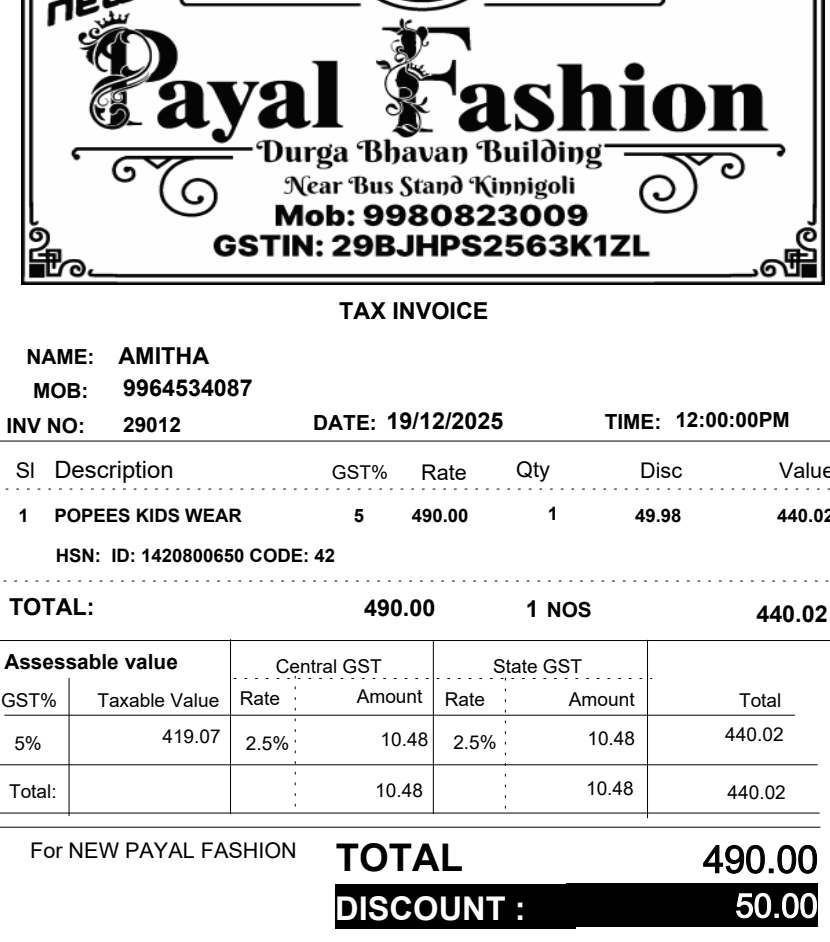 new
Payal Fashion
Durga Bhavan Building
Near Bus Stand Kinnigoli
Mob: 9980823009
GSTIN: 29BJHPS2563K1ZL
TAX INVOICE
NAME: AMITHA
MOB: 9964534087
INV NO: 29012 DATE: 19/12/2025 TIME: 12:00:00PM
Sl Description GST% Rate Qty Disc Value
1 POPEES KIDS WEAR 5 490.00 1 49.98 440.02
HSN: ID: 1420800650 CODE: 42
TOTAL: 490.00 1 NOS 440.02
Assessable value Central GST State GST
GST% Taxable Value Rate Amount Rate Amount Total
5% 419.07 2.5% 10.48 2.5% 10.48 440.02
Total: 10.48 10.48 440.02
For NEW PAYAL FASHION TOTAL 490.00
DISCOUNT : 50.00